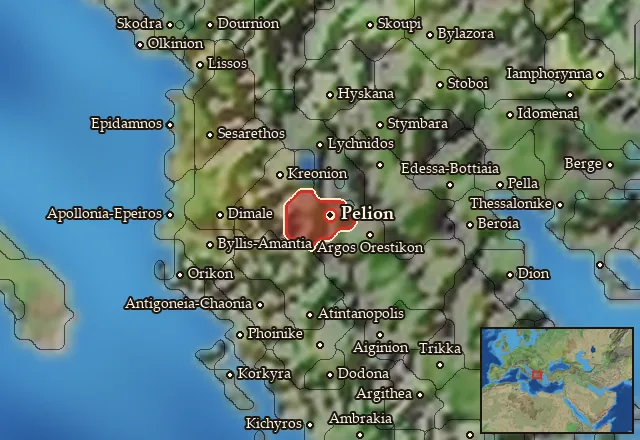 Skodra
Dournion
Skoupi
Olkinion
Bylazora
Lissos
Iamphorynna
Stoboi
Hyskana
Idomenai
Epidamnos
Stymbara
Sesarethos
Lychnidos
Edessa-Bottiaia
Berge
Kreonion
Pella
Thessalonike
Apollonia-Epeiros
Dimale
Pelion
Beroia
Byllis-Amantia
Argos Orestikon
Orikon
Dion
Antigoneia-Chaonia
Atintanopolis
Phoinike
Aiginion
Trikka
Korkyra
Dodona
Argithea
Kichyros
Ambrakia